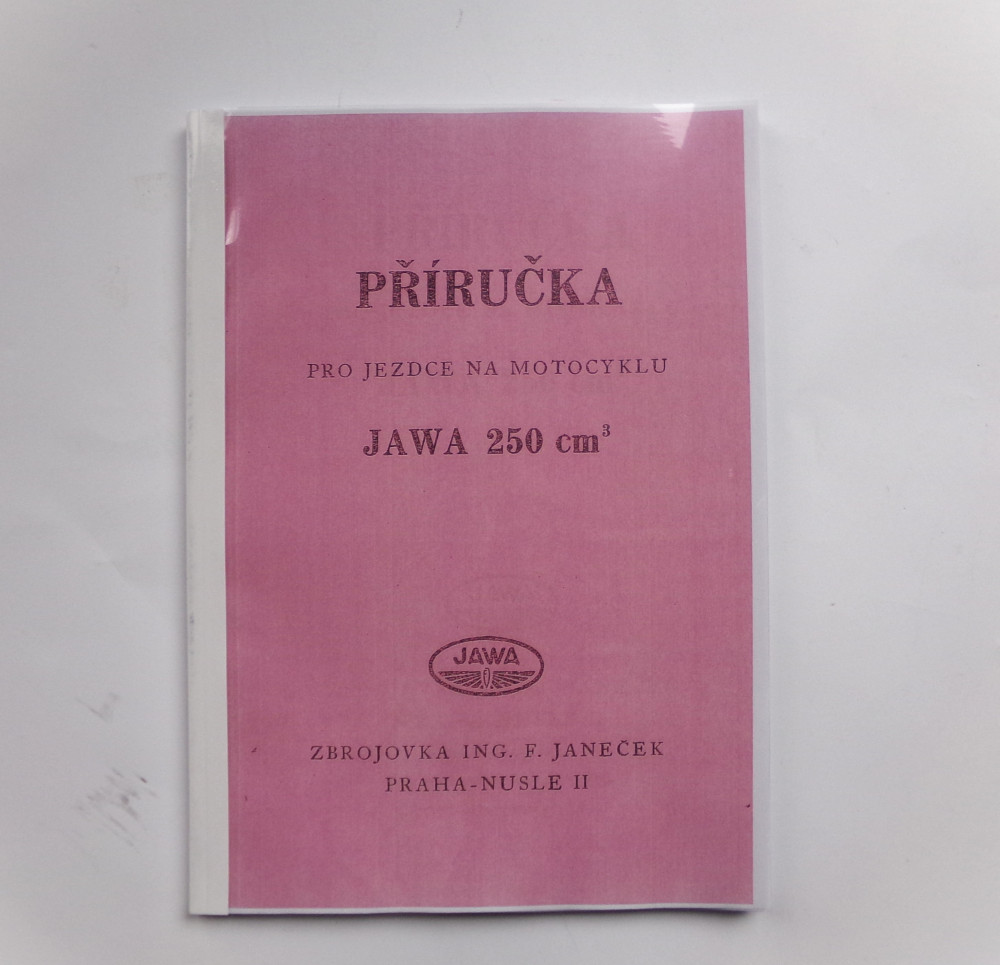 PŘÍRUČKA
PRO JEZDCE NA MOTOCYKLU
JAWA 250 cm³
JAWA
ZBROJOVKA ING. F. JANEČEK
PRAHA-NUSLE II